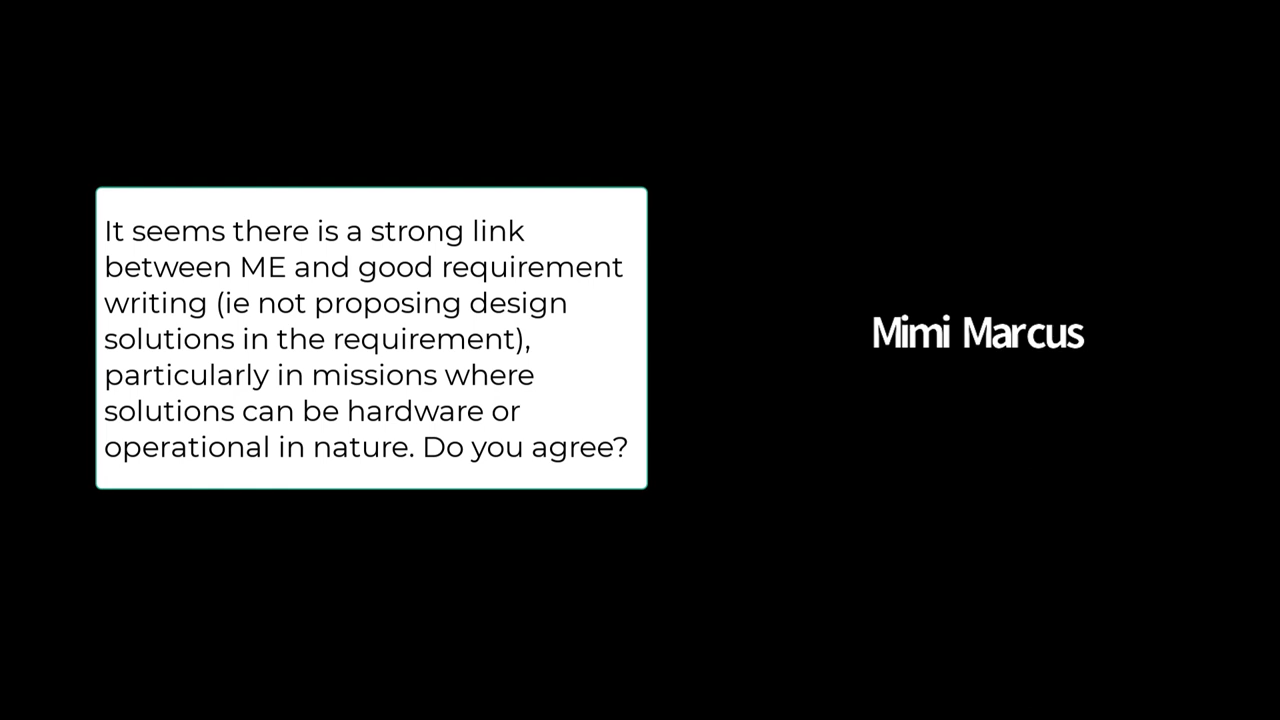 It seems there is a strong link
between ME and good requirement
writing (ie not proposing design
solutions in the requirement),
particularly in missions where
solutions can be hardware or
operational in nature. Do you agree?
Mimi Marcus